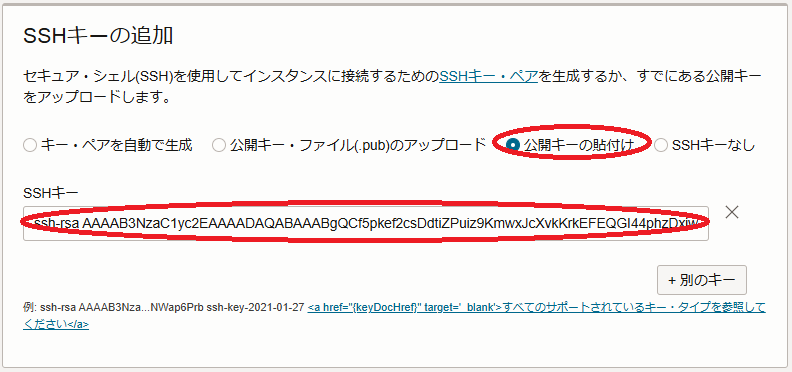 SSHキーの追加
セキュア・シェル(SSH)を使用してインスタンスに接続するためのSSHキー・ペアを生成するか、すでにある公開キー
をアップロードします。
キー・ペアを自動で生成 公開キー・ファイル(.pub)のアップロード 公開キーの貼付け SSHキーなし
SSHキー
ssh-rsa AAAAB3NzaC1yc2EAAAADAQABAAABgQCf5pkef2csDdtiZPuiz9KmwxJcXvkKrkEFEQGI44phzDxiw
+ 別のキー
例: ssh-rsa AAAAB3Nza...NWap6Prb ssh-key-2021-01-27 <a href="{keyDocHref}" target='_blank'>すべてのサポートされているキー・タイプを参照して
ください</a>